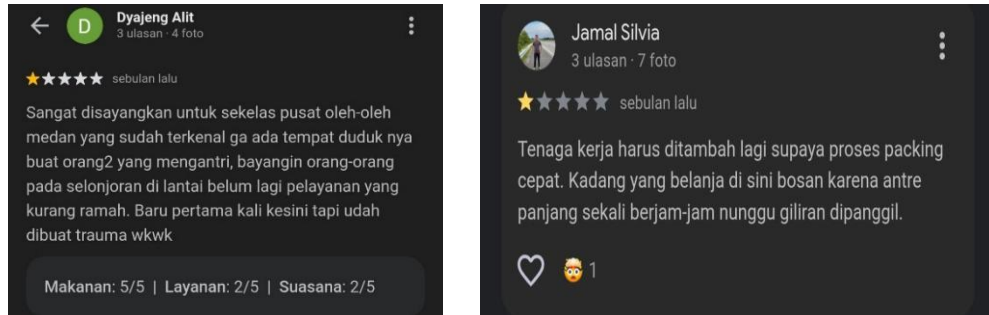 D
Dyajeng Alit
3 ulasan · 4 foto
sebulan lalu
Sangat disayangkan untuk sekelas pusat oleh-oleh
medan yang sudah terkenal ga ada tempat duduk nya
buat orang2 yang mengantri, bayangin orang-orang
pada selonjoran di lantai belum lagi pelayanan yang
kurang ramah. Baru pertama kali kesini tapi udah
dibuat trauma wkwk
Makanan: 5/5 | Layanan: 2/5 | Suasana: 2/5
Jamal Silvia
3 ulasan · 7 foto
sebulan lalu
Tenaga kerja harus ditambah lagi supaya proses packing
cepat. Kadang yang belanja di sini bosan karena antre
panjang sekali berjam-jam nunggu giliran dipanggil.
1